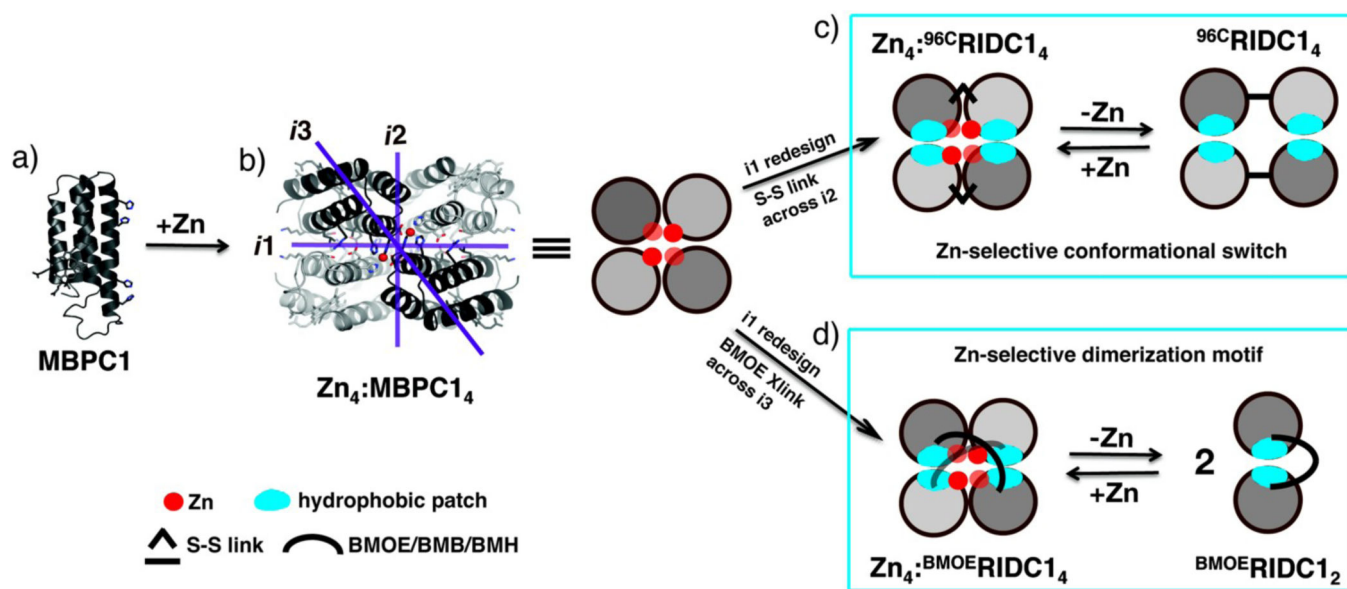 a)
MBPC1
+Zn
b)
i3
i2
i1
Zn₄:MBPC1₄
≡
i1 redesign
S-S link
across i2
i1 redesign
BMOE Xlink
across i3
c)
Zn₄:⁹⁶ᶜRIDC1₄
-Zn
+Zn
⁹⁶ᶜRIDC1₄
Zn-selective conformational switch
d)
Zn-selective dimerization motif
-Zn
+Zn
2
Zn₄:ᴮᴹᴼᴱRIDC1₄
ᴮᴹᴼᴱRIDC1₂
Zn
hydrophobic patch
S-S link
BMOE/BMB/BMH